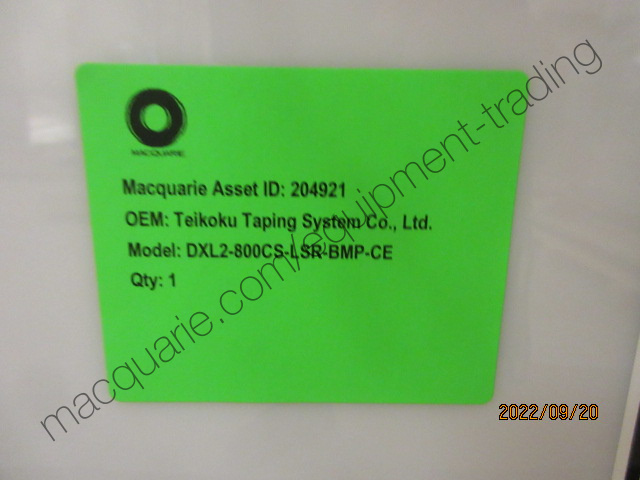 MACQUARIE
Macquarie Asset ID: 204921
OEM: Teikoku Taping System Co., Ltd.
Model: DXL2-800CS-LSR-BMP-CE
Qty: 1
macquarie.com/equipment-trading
2022/09/20